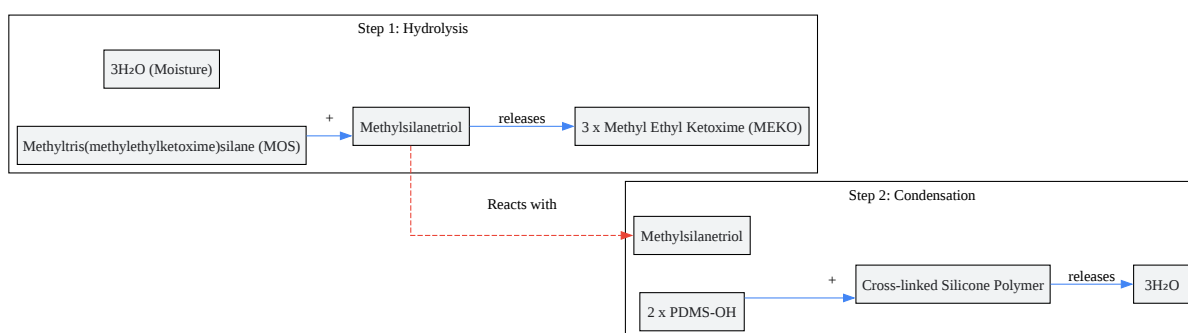 Step 1: Hydrolysis
3H₂O (Moisture)
+
Methyltris(methylethylketoxime)silane (MOS)
Methylsilanetriol
releases
3 x Methyl Ethyl Ketoxime (MEKO)
Reacts with
Step 2: Condensation
Methylsilanetriol
2 x PDMS-OH
+
Cross-linked Silicone Polymer
releases
3H₂O